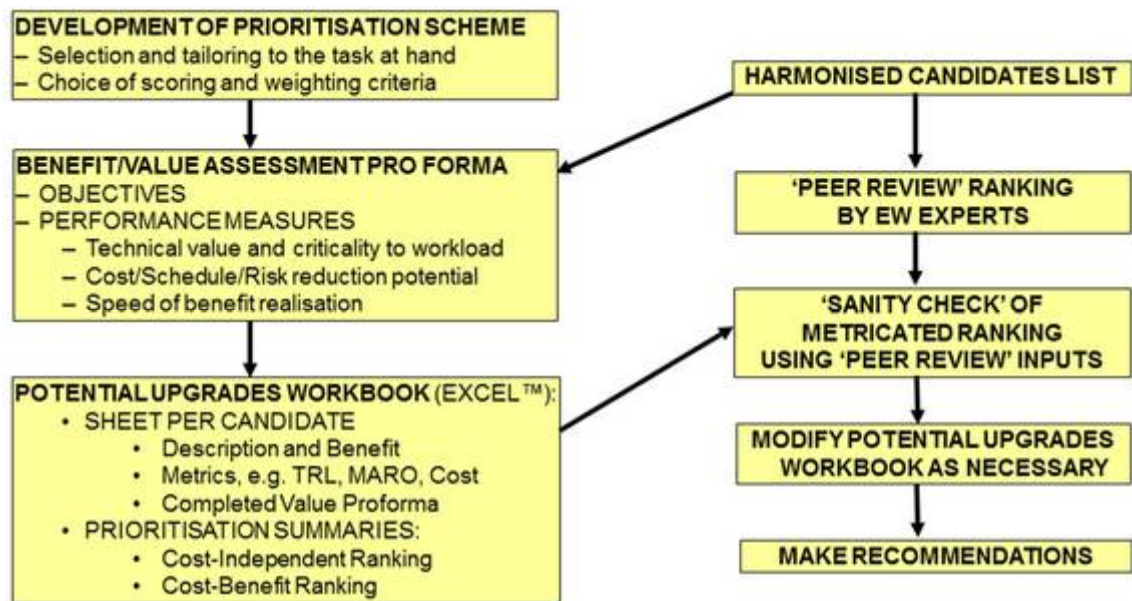 DEVELOPMENT OF PRIORITISATION SCHEME
– Selection and tailoring to the task at hand
– Choice of scoring and weighting criteria
BENEFIT/VALUE ASSESSMENT PRO FORMA
– OBJECTIVES
– PERFORMANCE MEASURES
– Technical value and criticality to workload
– Cost/Schedule/Risk reduction potential
– Speed of benefit realisation
POTENTIAL UPGRADES WORKBOOK (EXCEL™):
• SHEET PER CANDIDATE
• Description and Benefit
• Metrics, e.g. TRL, MARO, Cost
• Completed Value Proforma
• PRIORITISATION SUMMARIES:
• Cost-Independent Ranking
• Cost-Benefit Ranking
HARMONISED CANDIDATES LIST
‘PEER REVIEW’ RANKING
BY EW EXPERTS
‘SANITY CHECK’ OF
METRICATED RANKING
USING ‘PEER REVIEW’ INPUTS
MODIFY POTENTIAL UPGRADES
WORKBOOK AS NECESSARY
MAKE RECOMMENDATIONS